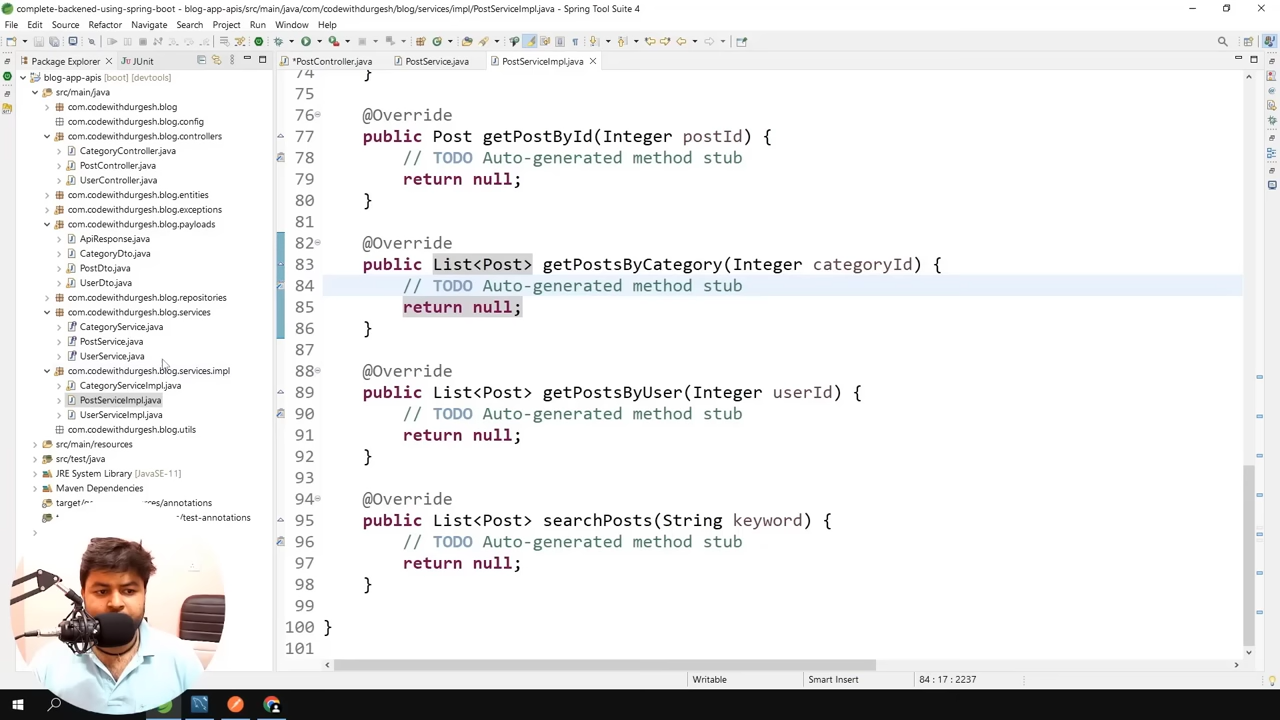 complete-backened-using-spring-boot - blog-app-apis/src/main/java/com/codewithdurgesh/blog/services/impl/PostServiceImpl.java - Spring Tool Suite 4
File Edit Source Refactor Navigate Search Project Run Window Help
Package Explorer JUnit
*PostController.java PostService.java PostServiceImpl.java
blog-app-apis [boot] [devtools]
src/main/java
com.codewithdurgesh.blog
com.codewithdurgesh.blog.config
com.codewithdurgesh.blog.controllers
CategoryController.java
PostController.java
UserController.java
com.codewithdurgesh.blog.entities
com.codewithdurgesh.blog.exceptions
com.codewithdurgesh.blog.payloads
ApiResponse.java
CategoryDto.java
PostDto.java
UserDto.java
com.codewithdurgesh.blog.repositories
com.codewithdurgesh.blog.services
CategoryService.java
PostService.java
UserService.java
com.codewithdurgesh.blog.services.impl
CategoryServiceImpl.java
PostServiceImpl.java
UserServiceImpl.java
com.codewithdurgesh.blog.utils
src/main/resources
src/test/java
JRE System Library [JavaSE-11]
Maven Dependencies
74 }
75
76 @Override
77 public Post getPostById(Integer postId) {
78 // TODO Auto-generated method stub
79 return null;
80 }
81
82 @Override
83 public List<Post> getPostsByCategory(Integer categoryId) {
84 // TODO Auto-generated method stub
85 return null;
86 }
87
88 @Override
89 public List<Post> getPostsByUser(Integer userId) {
90 // TODO Auto-generated method stub
91 return null;
92 }
93
94 @Override
95 public List<Post> searchPosts(String keyword) {
96 // TODO Auto-generated method stub
97 return null;
98 }
99
100 }
101
Writable Smart Insert 84 : 17 : 2237